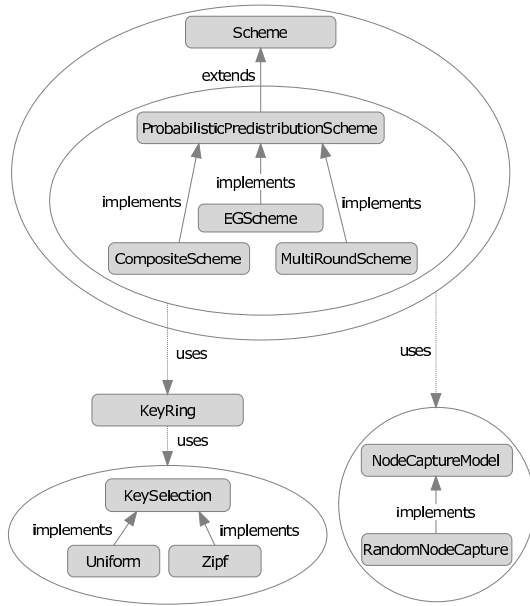 Scheme
extends
ProbabilisticPredistributionScheme
implements
implements
implements
EGScheme
CompositeScheme
MultiRoundScheme
uses
uses
KeyRing
uses
NodeCaptureModel
KeySelection
implements
implements
implements
Uniform
Zipf
RandomNodeCapture